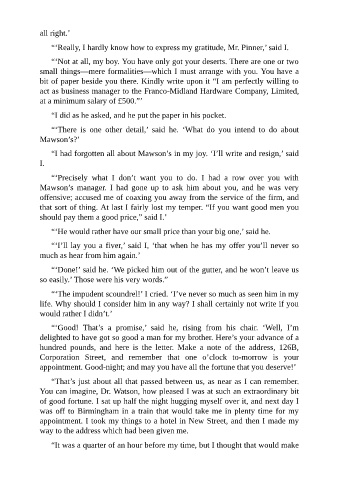 all right.’
“‘Really, I hardly know how to express my gratitude, Mr. Pinner,’ said I.
“‘Not at all, my boy. You have only got your deserts. There are one or two
small things—mere formalities—which I must arrange with you. You have a
bit of paper beside you there. Kindly write upon it “I am perfectly willing to
act as business manager to the Franco-Midland Hardware Company, Limited,
at a minimum salary of £500.”’
“I did as he asked, and he put the paper in his pocket.
“‘There is one other detail,’ said he. ‘What do you intend to do about
Mawson’s?’
“I had forgotten all about Mawson’s in my joy. ‘I’ll write and resign,’ said
I.
“‘Precisely what I don’t want you to do. I had a row over you with
Mawson’s manager. I had gone up to ask him about you, and he was very
offensive; accused me of coaxing you away from the service of the firm, and
that sort of thing. At last I fairly lost my temper. “If you want good men you
should pay them a good price,” said I.’
“‘He would rather have our small price than your big one,’ said he.
“‘I’ll lay you a fiver,’ said I, ‘that when he has my offer you’ll never so
much as hear from him again.’
“‘Done!’ said he. ‘We picked him out of the gutter, and he won’t leave us
so easily.’ Those were his very words.”
“‘The impudent scoundrel!’ I cried. ‘I’ve never so much as seen him in my
life. Why should I consider him in any way? I shall certainly not write if you
would rather I didn’t.’
“‘Good! That’s a promise,’ said he, rising from his chair. ‘Well, I’m
delighted to have got so good a man for my brother. Here’s your advance of a
hundred pounds, and here is the letter. Make a note of the address, 126B,
Corporation Street, and remember that one o’clock to-morrow is your
appointment. Good-night; and may you have all the fortune that you deserve!’
“That’s just about all that passed between us, as near as I can remember.
You can imagine, Dr. Watson, how pleased I was at such an extraordinary bit
of good fortune. I sat up half the night hugging myself over it, and next day I
was off to Birmingham in a train that would take me in plenty time for my
appointment. I took my things to a hotel in New Street, and then I made my
way to the address which had been given me.
“It was a quarter of an hour before my time, but I thought that would make